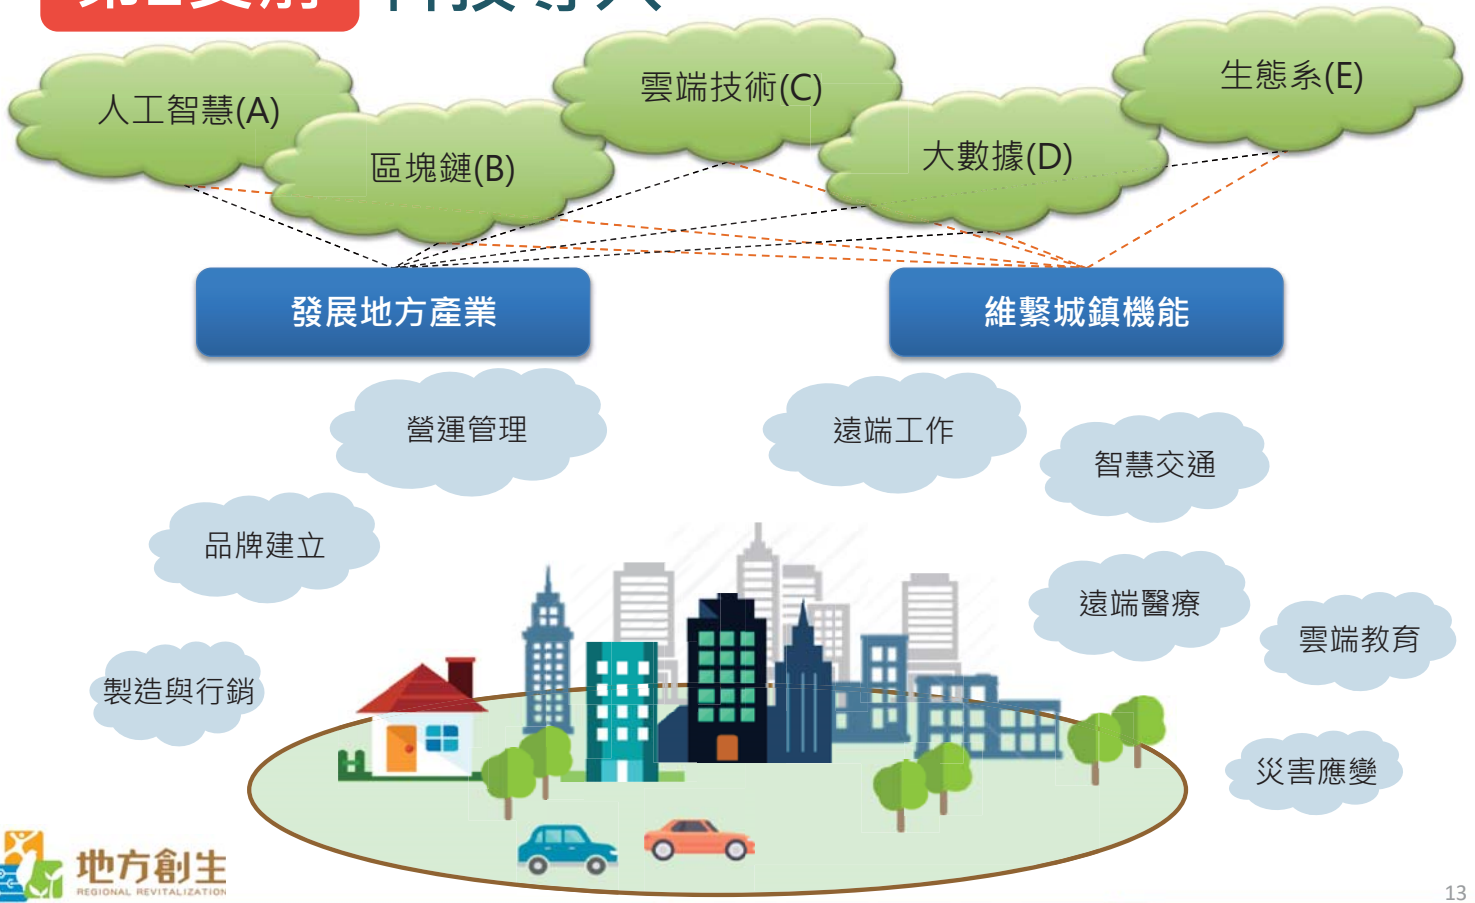 人工智慧(A)
區塊鏈(B)
雲端技術(C)
大數據(D)
生態系(E)
發展地方產業
維繫城鎮機能
營運管理
遠端工作
智慧交通
品牌建立
遠端醫療
雲端教育
製造與行銷
災害應變
地方創生
REGIONAL REVITALIZATION
13